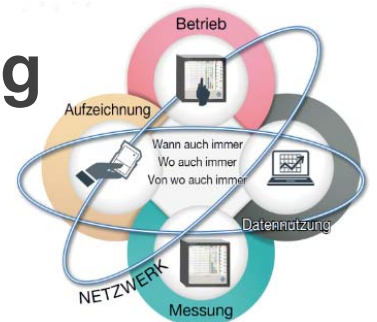 Betrieb
g
Aufzeichnung
Wann auch immer
Wo auch immer
Von wo auch immer
Datennutzung
NETZWERK
Messung